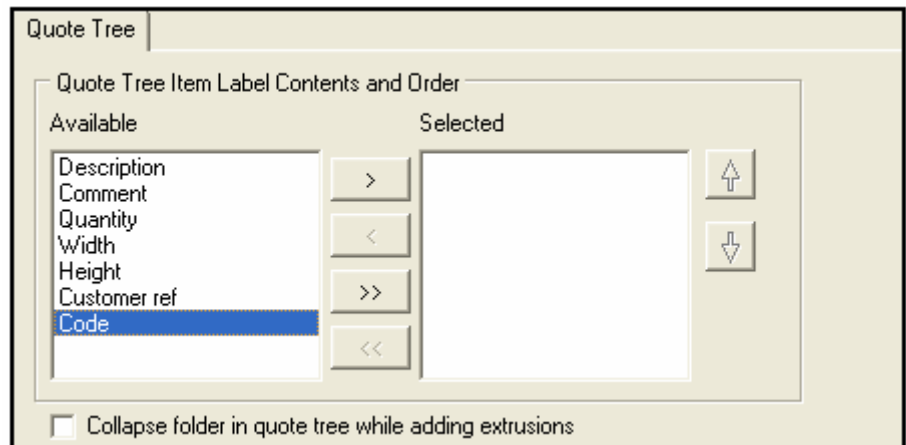 Quote Tree
Quote Tree Item Label Contents and Order
Available Selected
Description
Comment
Quantity
Width
Height
Customer ref
Code
>
<
>>
<<
Collapse folder in quote tree while adding extrusions